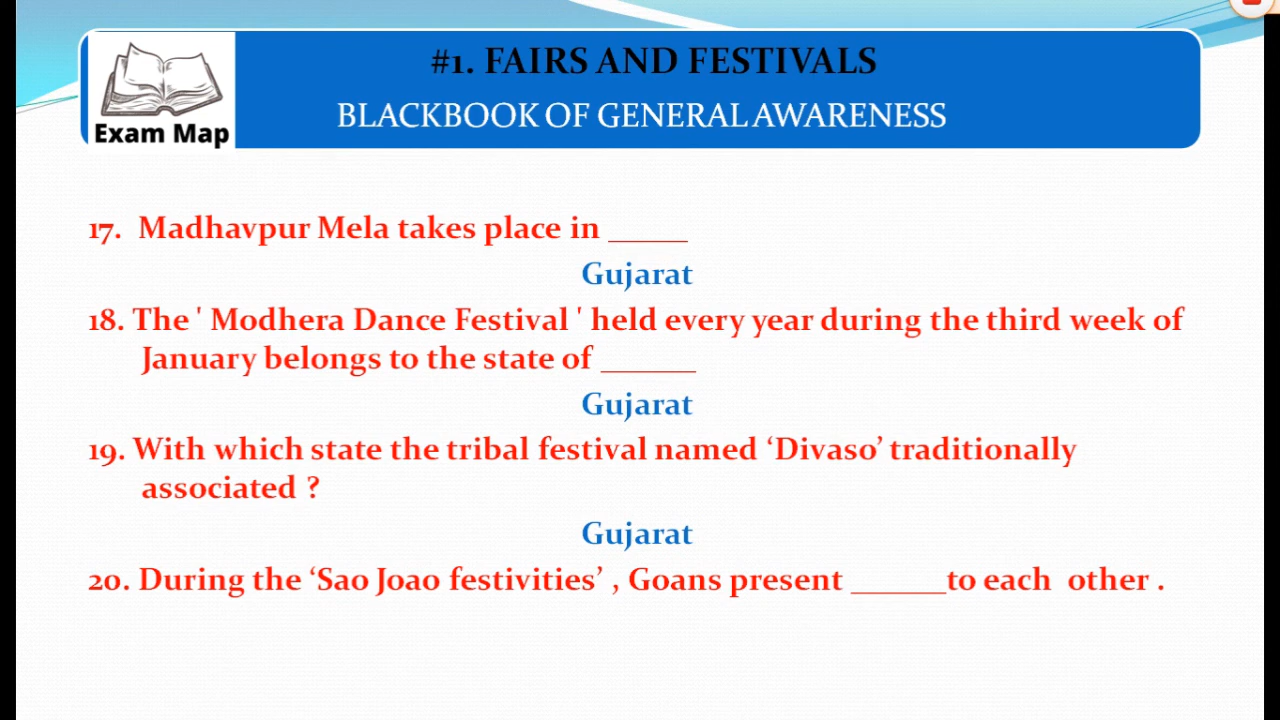 #1. FAIRS AND FESTIVALS
BLACKBOOK OF GENERAL AWARENESS
Exam Map
17. Madhavpur Mela takes place in _____
Gujarat
18. The ' Modhera Dance Festival ' held every year during the third week of
January belongs to the state of ______
Gujarat
19. With which state the tribal festival named ‘Divaso’ traditionally
associated ?
Gujarat
20. During the ‘Sao Joao festivities’ , Goans present ______to each other .